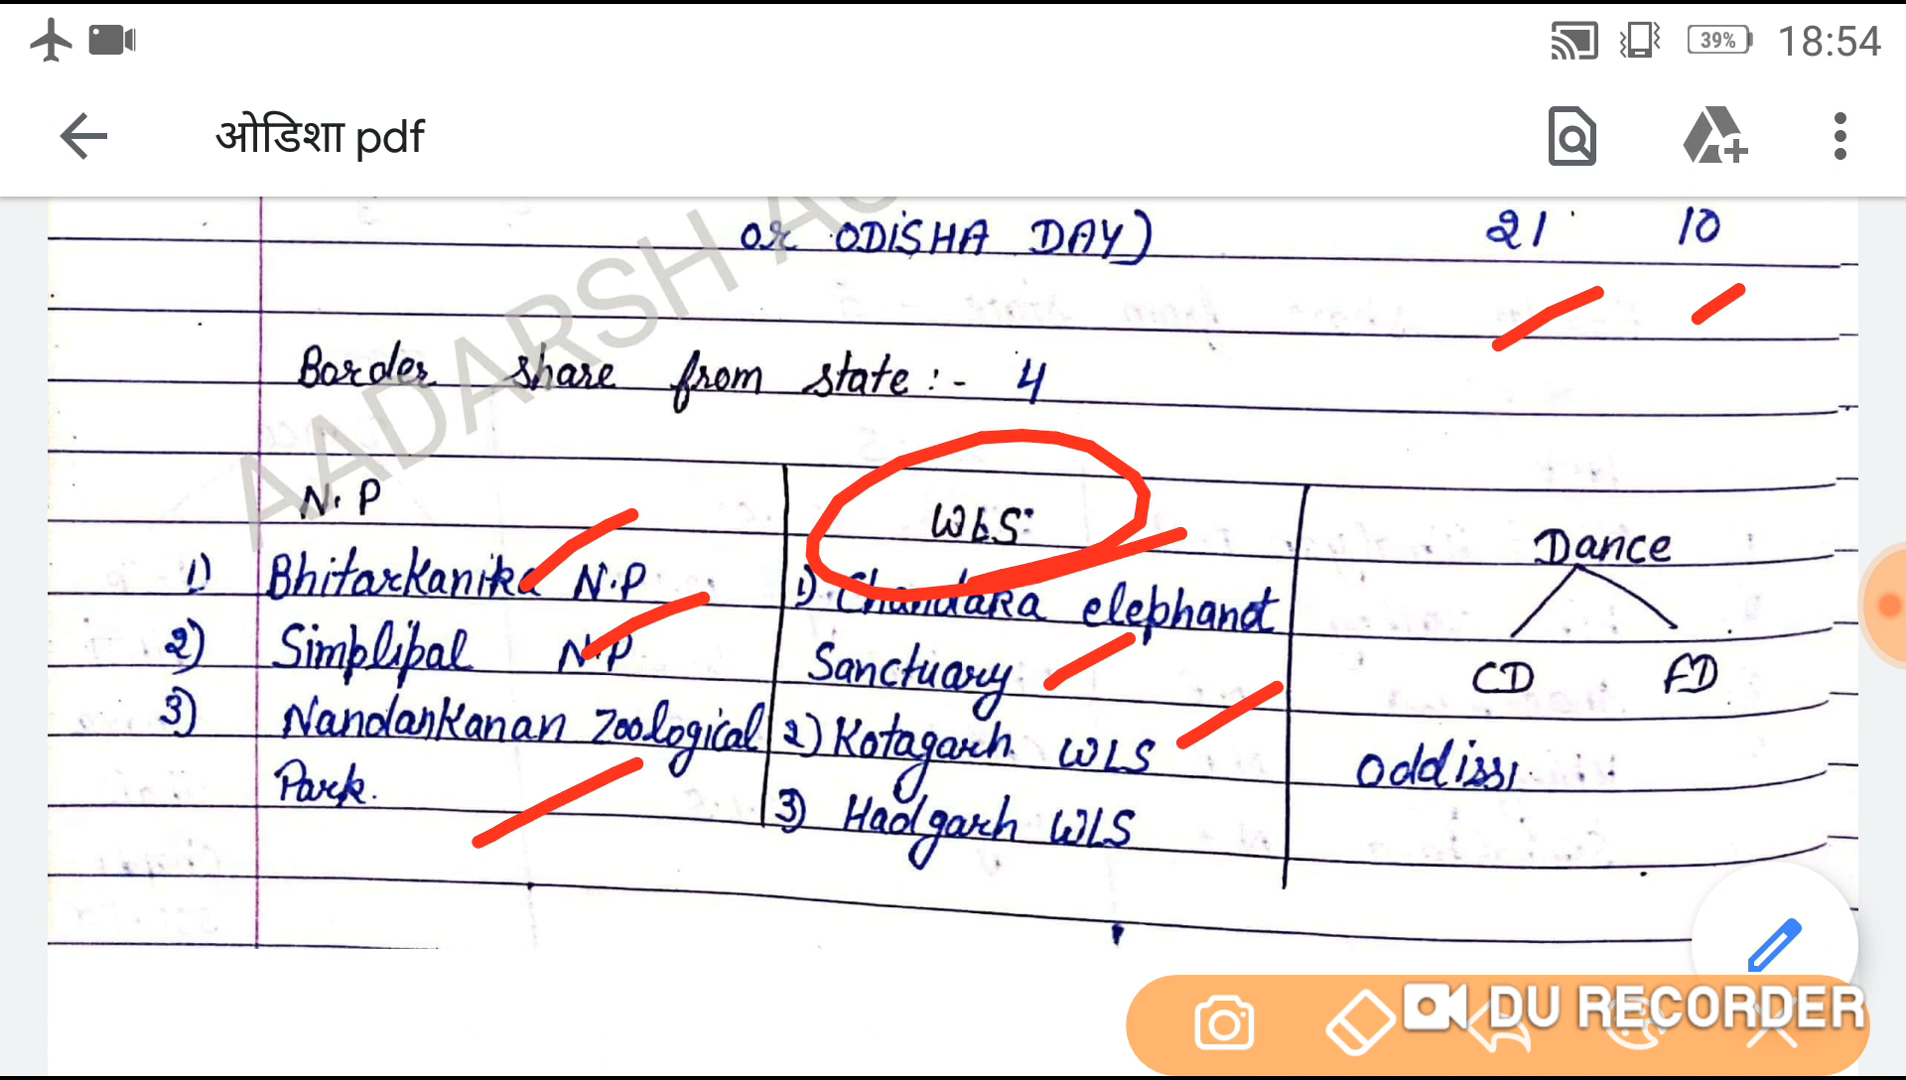 39% 18:54
ओडिशा pdf
or ODiSHA DAY) 21 10
Border share from state :- 4
N.P WLS: Dance
1) Bhitarkanika N.P 1) Chandaka elephant
2) Simplipal N.P Sanctuary CD FD
3) Nandankanan Zoological 2) Kotagarh WLS Oddissi
Park. 3) Hadgarh WLS
AADARSH
DU RECORDER